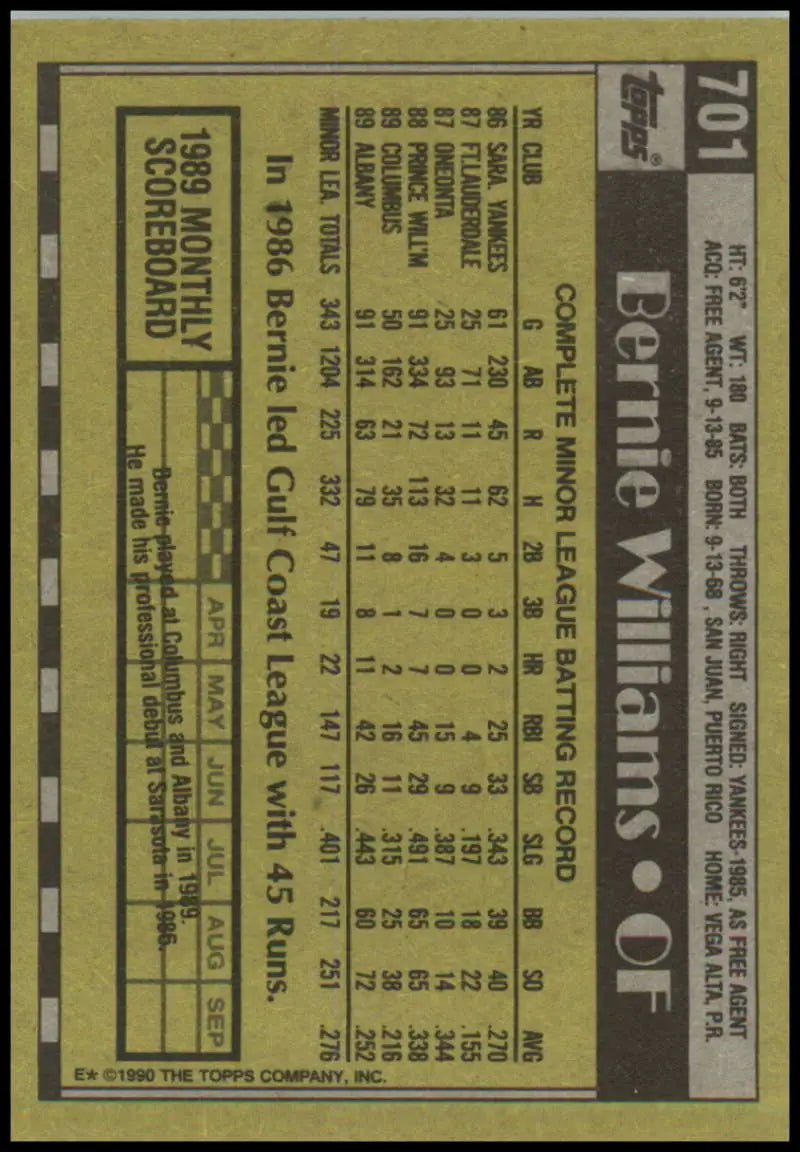 701
HT: 6'2" WT: 180 BATS: BOTH THROWS: RIGHT SIGNED: YANKEES-1985, AS FREE AGENT
ACQ: FREE AGENT, 9-13-85 BORN: 9-13-68 , SAN JUAN, PUERTO RICO HOME: VEGA ALTA, P.R.
topps®
Bernie Williams • OF
COMPLETE MINOR LEAGUE BATTING RECORD
YR CLUB G AB R H 2B 3B HR RBI SB SLG BB SO AVG
86 SARA. YANKEES 61 230 45 62 5 3 2 25 33 .343 39 40 .270
87 FT.LAUDERDALE 25 71 11 11 3 0 0 4 9 .197 18 22 .155
87 ONEONTA 25 93 13 32 4 0 0 15 9 .387 10 14 .344
88 PRINCE WILL'M 91 334 72 113 16 7 7 45 29 .491 65 65 .338
89 COLUMBUS 50 162 21 35 8 1 2 16 11 .315 25 38 .216
89 ALBANY 91 314 63 79 11 8 11 42 26 .443 60 72 .252
MINOR LEA. TOTALS 343 1204 225 332 47 19 22 147 117 .401 217 251 .276
In 1986 Bernie led Gulf Coast League with 45 Runs.
1989 MONTHLY
SCOREBOARD
APR MAY JUN JUL AUG SEP
Bernie played at Columbus and Albany in 1989.
He made his professional debut at Sarasota in 1986.
E* ©1990 THE TOPPS COMPANY, INC.